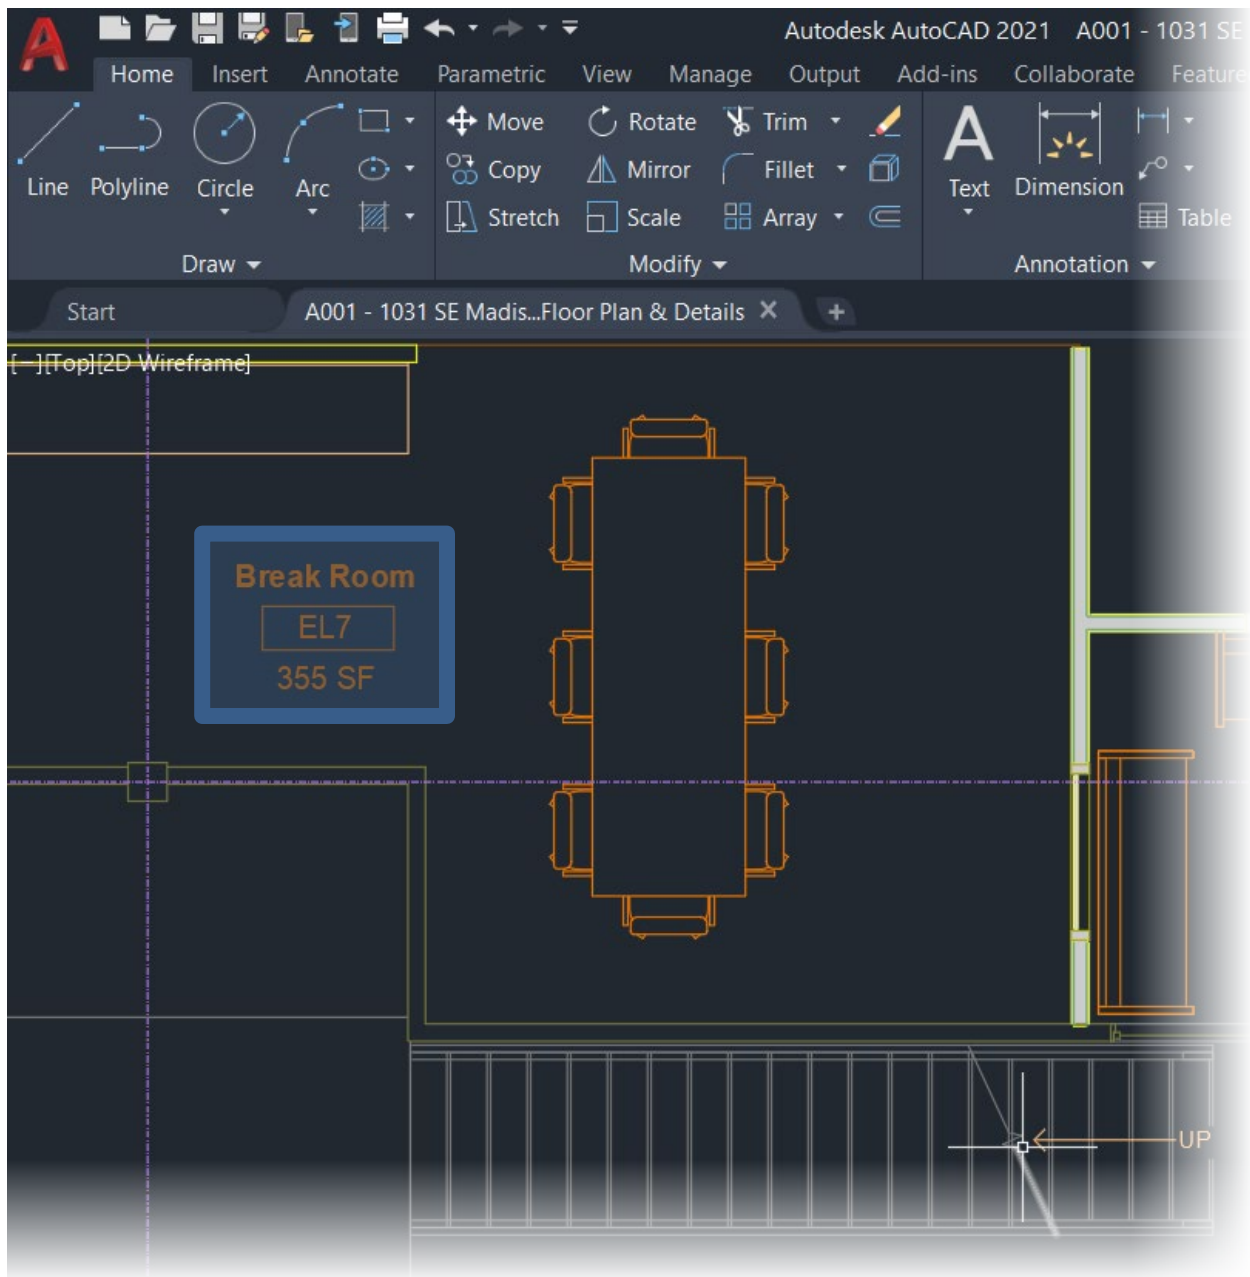 Autodesk AutoCAD 2021 A001 - 1031 SE
Home Insert Annotate Parametric View Manage Output Add-ins Collaborate Feature
Move Rotate Trim
Copy Mirror Fillet
Line Polyline Circle Arc Text Dimension
Stretch Scale Array Table
Draw Modify Annotation
Start A001 - 1031 SE Madis...Floor Plan & Details
[−][Top][2D Wireframe]
Break Room
EL7
355 SF
UP